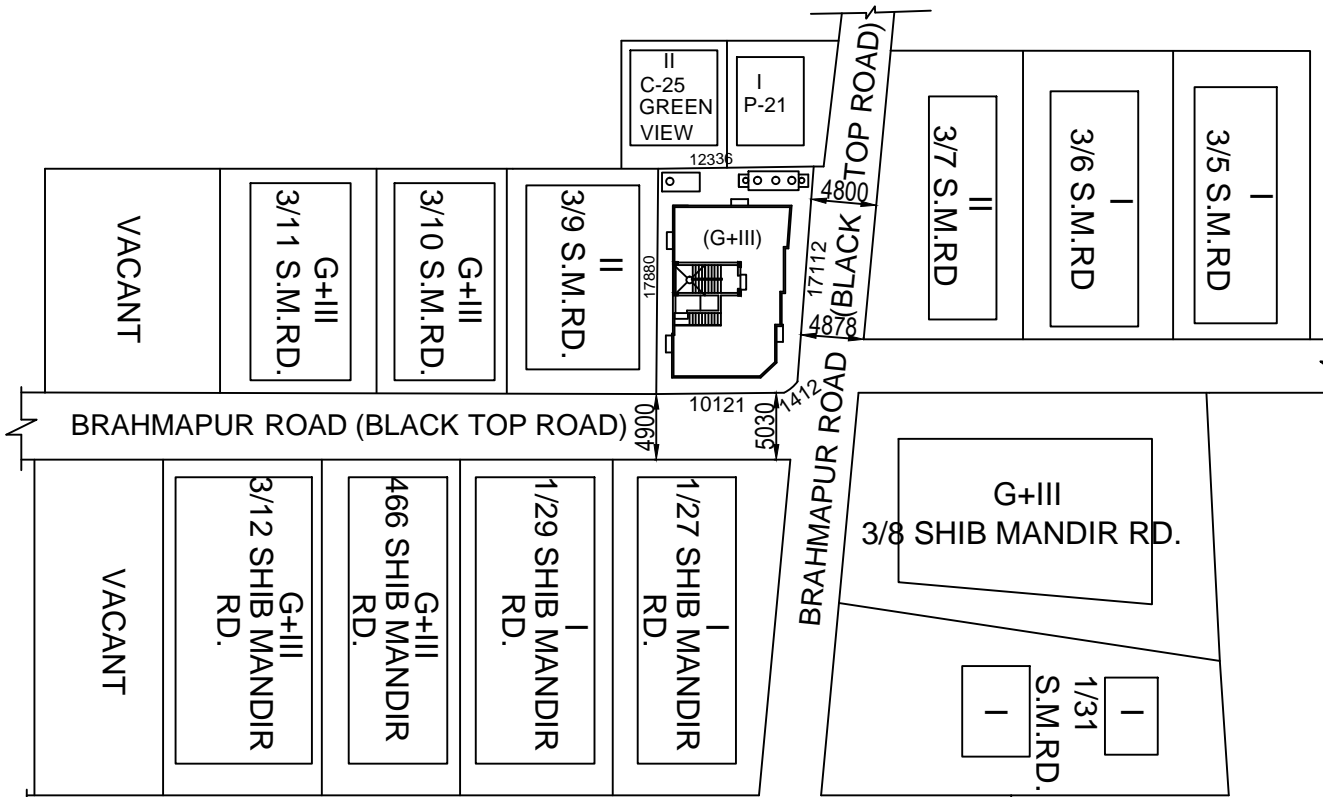 II
C-25
GREEN
VIEW
I
P-21
12336
(BLACK TOP ROAD)
4800
17112
4878
BRAHMAPUR ROAD
II
3/7 S.M.RD
I
3/6 S.M.RD
I
3/5 S.M.RD
VACANT
G+III
3/11 S.M.RD.
G+III
3/10 S.M.RD.
II
3/9 S.M.RD.
17880
(G+III)
10121
1412
4900
5030
BRAHMAPUR ROAD (BLACK TOP ROAD)
VACANT
G+III
3/12 SHIB MANDIR
RD.
G+III
466 SHIB MANDIR
RD.
I
1/29 SHIB MANDIR
RD.
I
1/27 SHIB MANDIR
RD.
G+III
3/8 SHIB MANDIR RD.
I
1/31
S.M.RD.
I